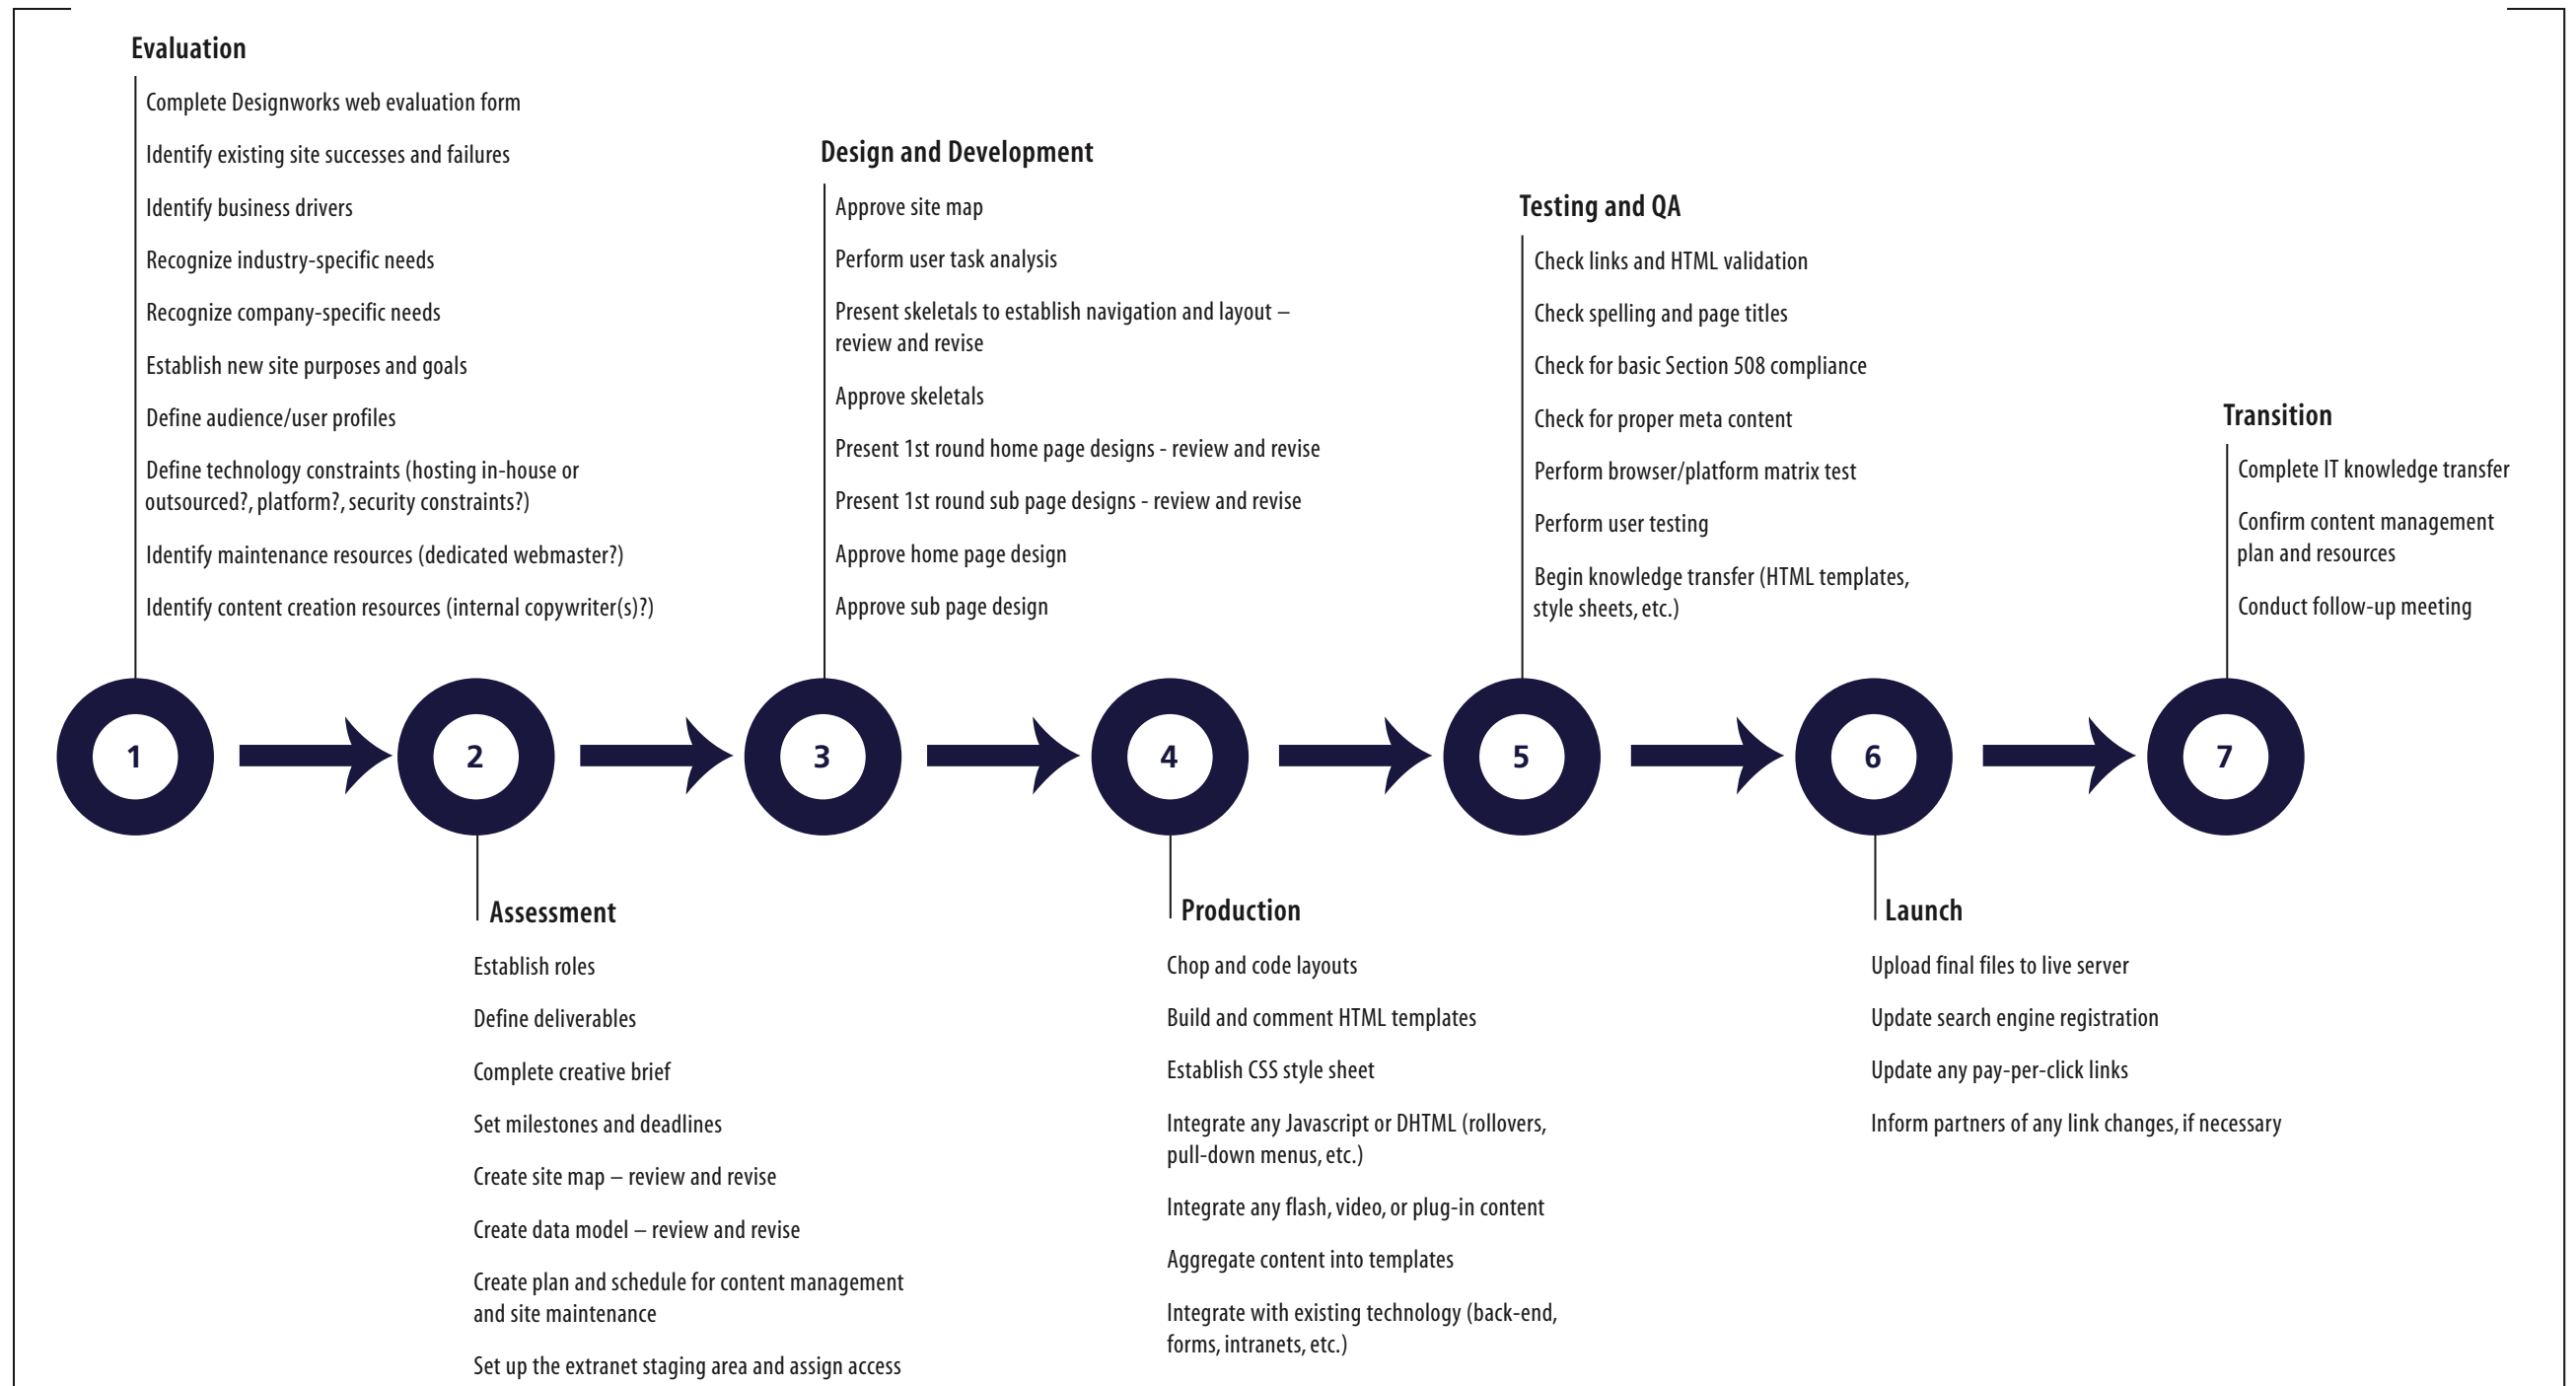 Evaluation
Complete Designworks web evaluation form
Identify existing site successes and failures
Identify business drivers
Recognize industry-specific needs
Recognize company-specific needs
Establish new site purposes and goals
Define audience/user profiles
Define technology constraints (hosting in-house or
outsourced?, platform?, security constraints?)
Identify maintenance resources (dedicated webmaster?)
Identify content creation resources (internal copywriter(s)?)
Design and Development
Approve site map
Perform user task analysis
Present skeletals to establish navigation and layout –
review and revise
Approve skeletals
Present 1st round home page designs - review and revise
Present 1st round sub page designs - review and revise
Approve home page design
Approve sub page design
Testing and QA
Check links and HTML validation
Check spelling and page titles
Check for basic Section 508 compliance
Check for proper meta content
Perform browser/platform matrix test
Perform user testing
Begin knowledge transfer (HTML templates,
style sheets, etc.)
Transition
Complete IT knowledge transfer
Confirm content management
plan and resources
Conduct follow-up meeting
1
2
3
4
5
6
7
Assessment
Establish roles
Define deliverables
Complete creative brief
Set milestones and deadlines
Create site map – review and revise
Create data model – review and revise
Create plan and schedule for content management
and site maintenance
Set up the extranet staging area and assign access
Production
Chop and code layouts
Build and comment HTML templates
Establish CSS style sheet
Integrate any Javascript or DHTML (rollovers,
pull-down menus, etc.)
Integrate any flash, video, or plug-in content
Aggregate content into templates
Integrate with existing technology (back-end,
forms, intranets, etc.)
Launch
Upload final files to live server
Update search engine registration
Update any pay-per-click links
Inform partners of any link changes, if necessary